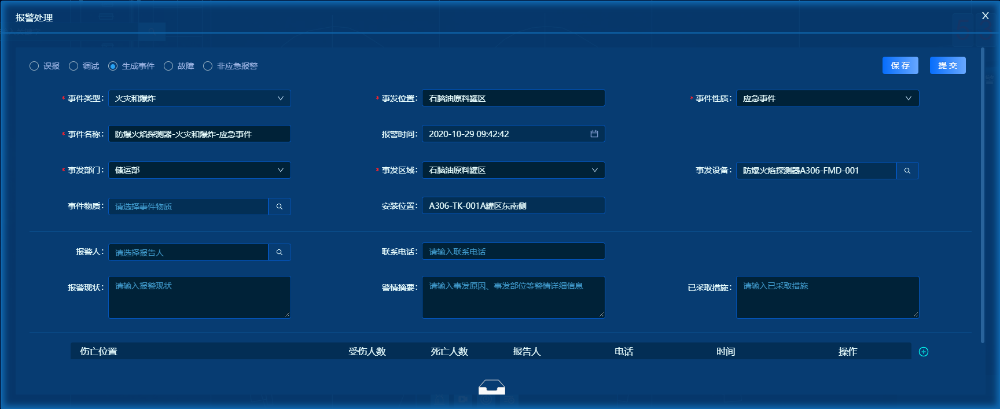 报警处理
X
误报 调试 生成事件 故障 非应急报警 保存 提交
* 事件类型： 火灾和爆炸 * 事发位置： 石脑油原料罐区 * 事件性质： 应急事件
* 事件名称： 防爆火焰探测器-火灾和爆炸-应急事件 报警时间： 2020-10-29 09:42:42
* 事发部门： 储运部 * 事发区域： 石脑油原料罐区 事发设备： 防爆火焰探测器A306-FMD-001
事件物质： 请选择事件物质 安装位置： A306-TK-001A罐区东南侧
报警人： 请选择报告人 联系电话： 请输入联系电话
报警现状： 请输入报警现状 警情摘要： 请输入事发原因、事发部位等警情详细信息 已采取措施： 请输入已采取措施
伤亡位置 受伤人数 死亡人数 报告人 电话 时间 操作